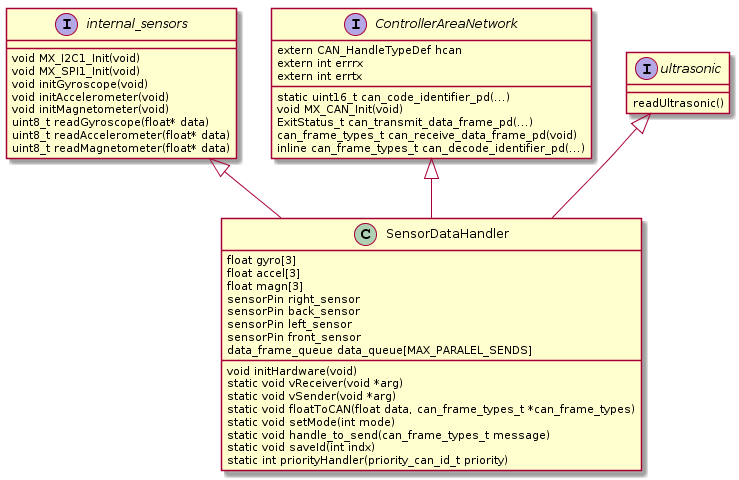 I internal_sensors
void MX_I2C1_Init(void)
void MX_SPI1_Init(void)
void initGyroscope(void)
void initAccelerometer(void)
void initMagnetometer(void)
uint8_t readGyroscope(float* data)
uint8_t readAccelerometer(float* data)
uint8_t readMagnetometer(float* data)
I ControllerAreaNetwork
extern CAN_HandleTypeDef hcan
extern int errrx
extern int errtx
static uint16_t can_code_identifier_pd(...)
void MX_CAN_Init(void)
ExitStatus_t can_transmit_data_frame_pd(...)
can_frame_types_t can_receive_data_frame_pd(void)
inline can_frame_types_t can_decode_identifier_pd(...)
I ultrasonic
readUltrasonic()
C SensorDataHandler
float gyro[3]
float accel[3]
float magn[3]
sensorPin right_sensor
sensorPin back_sensor
sensorPin left_sensor
sensorPin front_sensor
data_frame_queue data_queue[MAX_PARALEL_SENDS]
void initHardware(void)
static void vReceiver(void *arg)
static void vSender(void *arg)
static void floatToCAN(float data, can_frame_types_t *can_frame_types)
static void setMode(int mode)
static void handle_to_send(can_frame_types_t message)
static void saveId(int indx)
static int priorityHandler(priority_can_id_t priority)